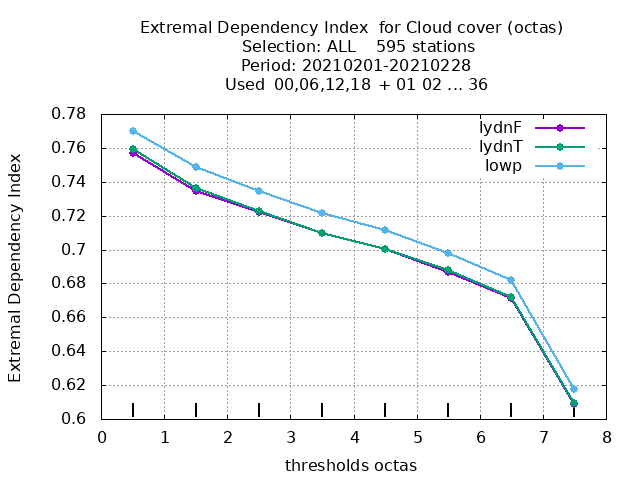 Extremal Dependency Index  for Cloud cover (octas)
Selection: ALL    595 stations
Period: 20210201-20210228
Used  00,06,12,18  + 01 02 ... 36
lydnF
lydnT
lowp
Extremal Dependency Index
0.78
0.76
0.74
0.72
0.7
0.68
0.66
0.64
0.62
0.6
0 1 2 3 4 5 6 7 8
thresholds octas